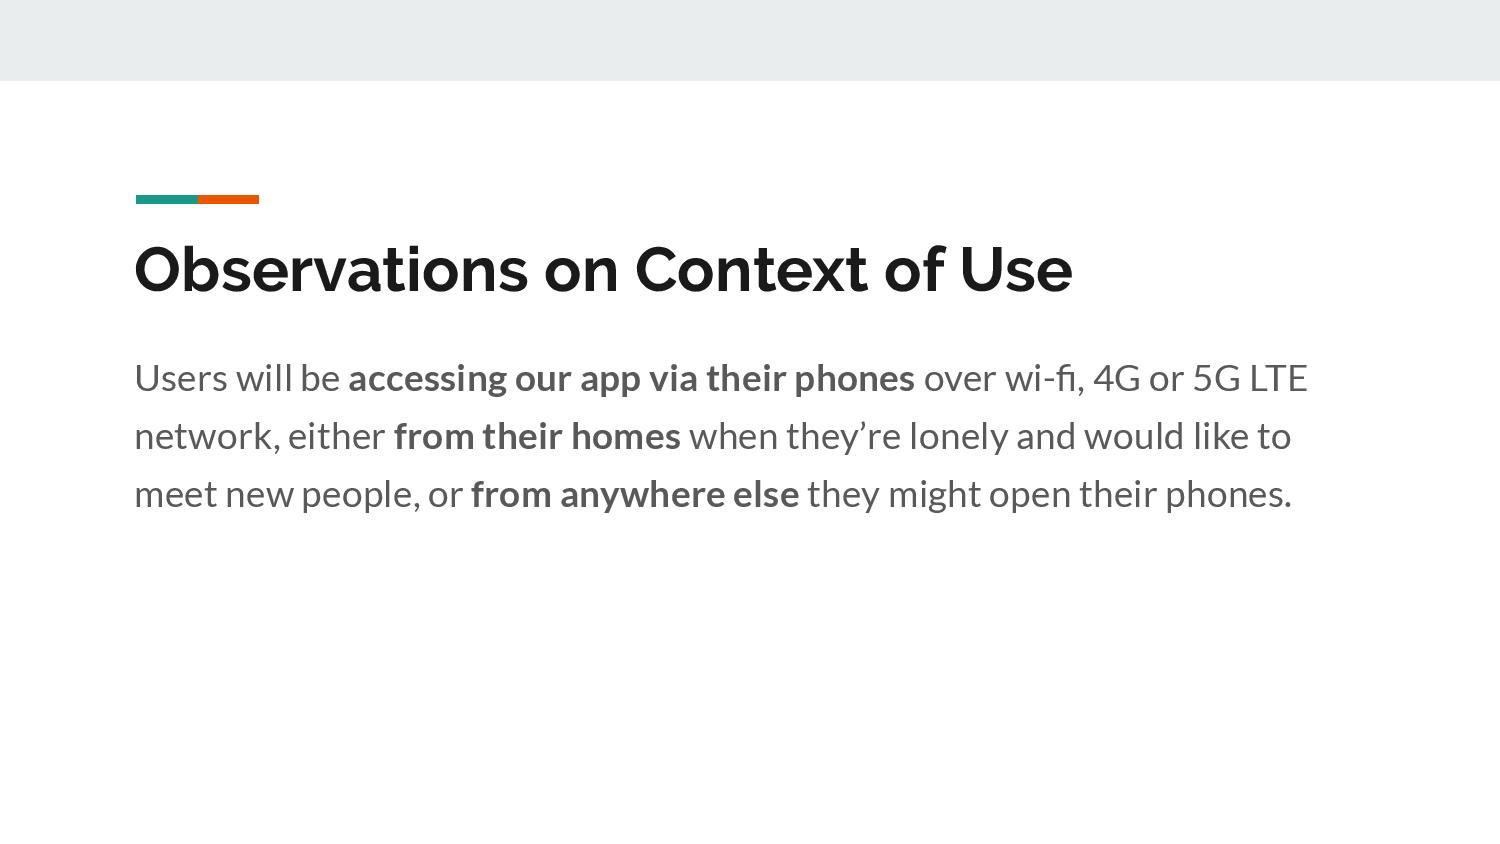 Observations on Context of Use
Users will be accessing our app via their phones over wi-fi, 4G or 5G LTE
network, either from their homes when they’re lonely and would like to
meet new people, or from anywhere else they might open their phones.